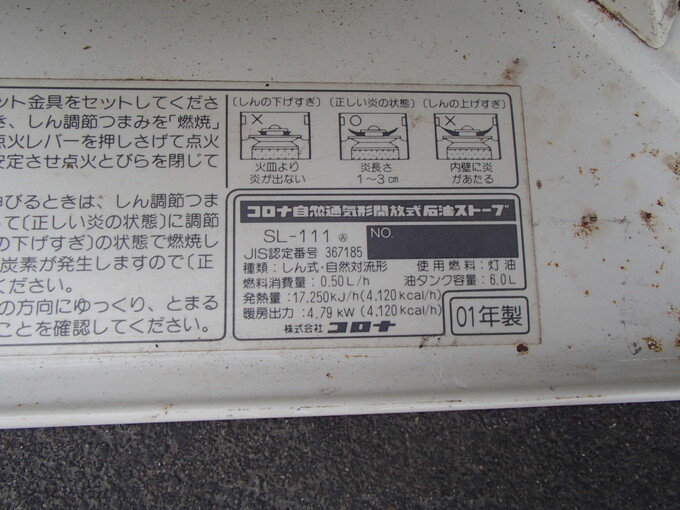 ット金具をセットしてくださ
き、しん調節つまみを「燃焼」
点火レバーを押しさげて点火
安定させ点火とびらを閉じて
びるときは、しん調節つま
て〔正しい炎の状態〕に調節
の下げすぎ〕の状態で燃焼し
炭素が発生しますので〔正
ください。
の方向にゆっくり、とまる
ことを確認してください。
(しんの下げすぎ) (正しい炎の状態) (しんの上げすぎ)
× ○ ×
火皿より 炎長さ 内壁に炎
炎が出ない 1～3㎝ があたる
コロナ自然通気形開放式石油ストーブ
SL-111 Ⓐ NO.
JIS認定番号 367185
種類：しん式・自然対流形 使用燃料：灯油
燃料消費量：0.50L/h 油タンク容量：6.0L
発熱量：17.250kJ/h(4,120kcal/h)
暖房出力：4.79kW(4,120kcal/h)
株式会社コロナ 01年製